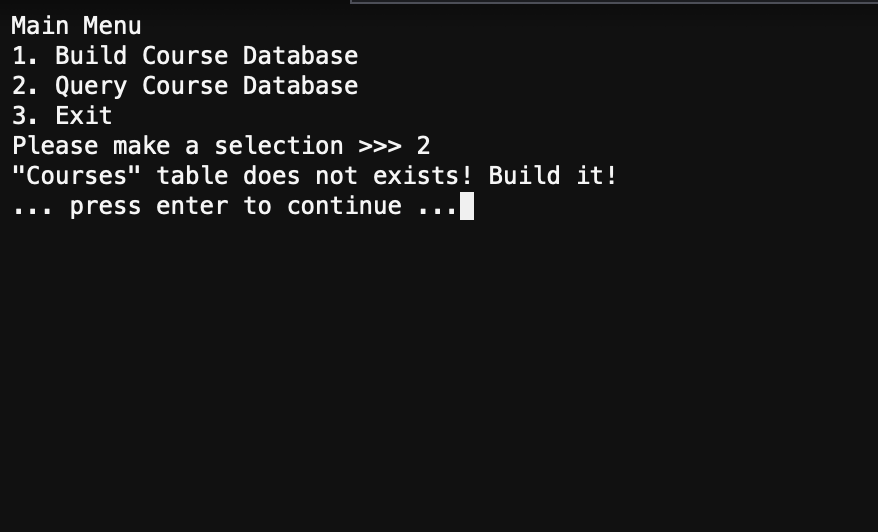 Main Menu
1. Build Course Database
2. Query Course Database
3. Exit
Please make a selection >>> 2
"Courses" table does not exists! Build it!
... press enter to continue ...